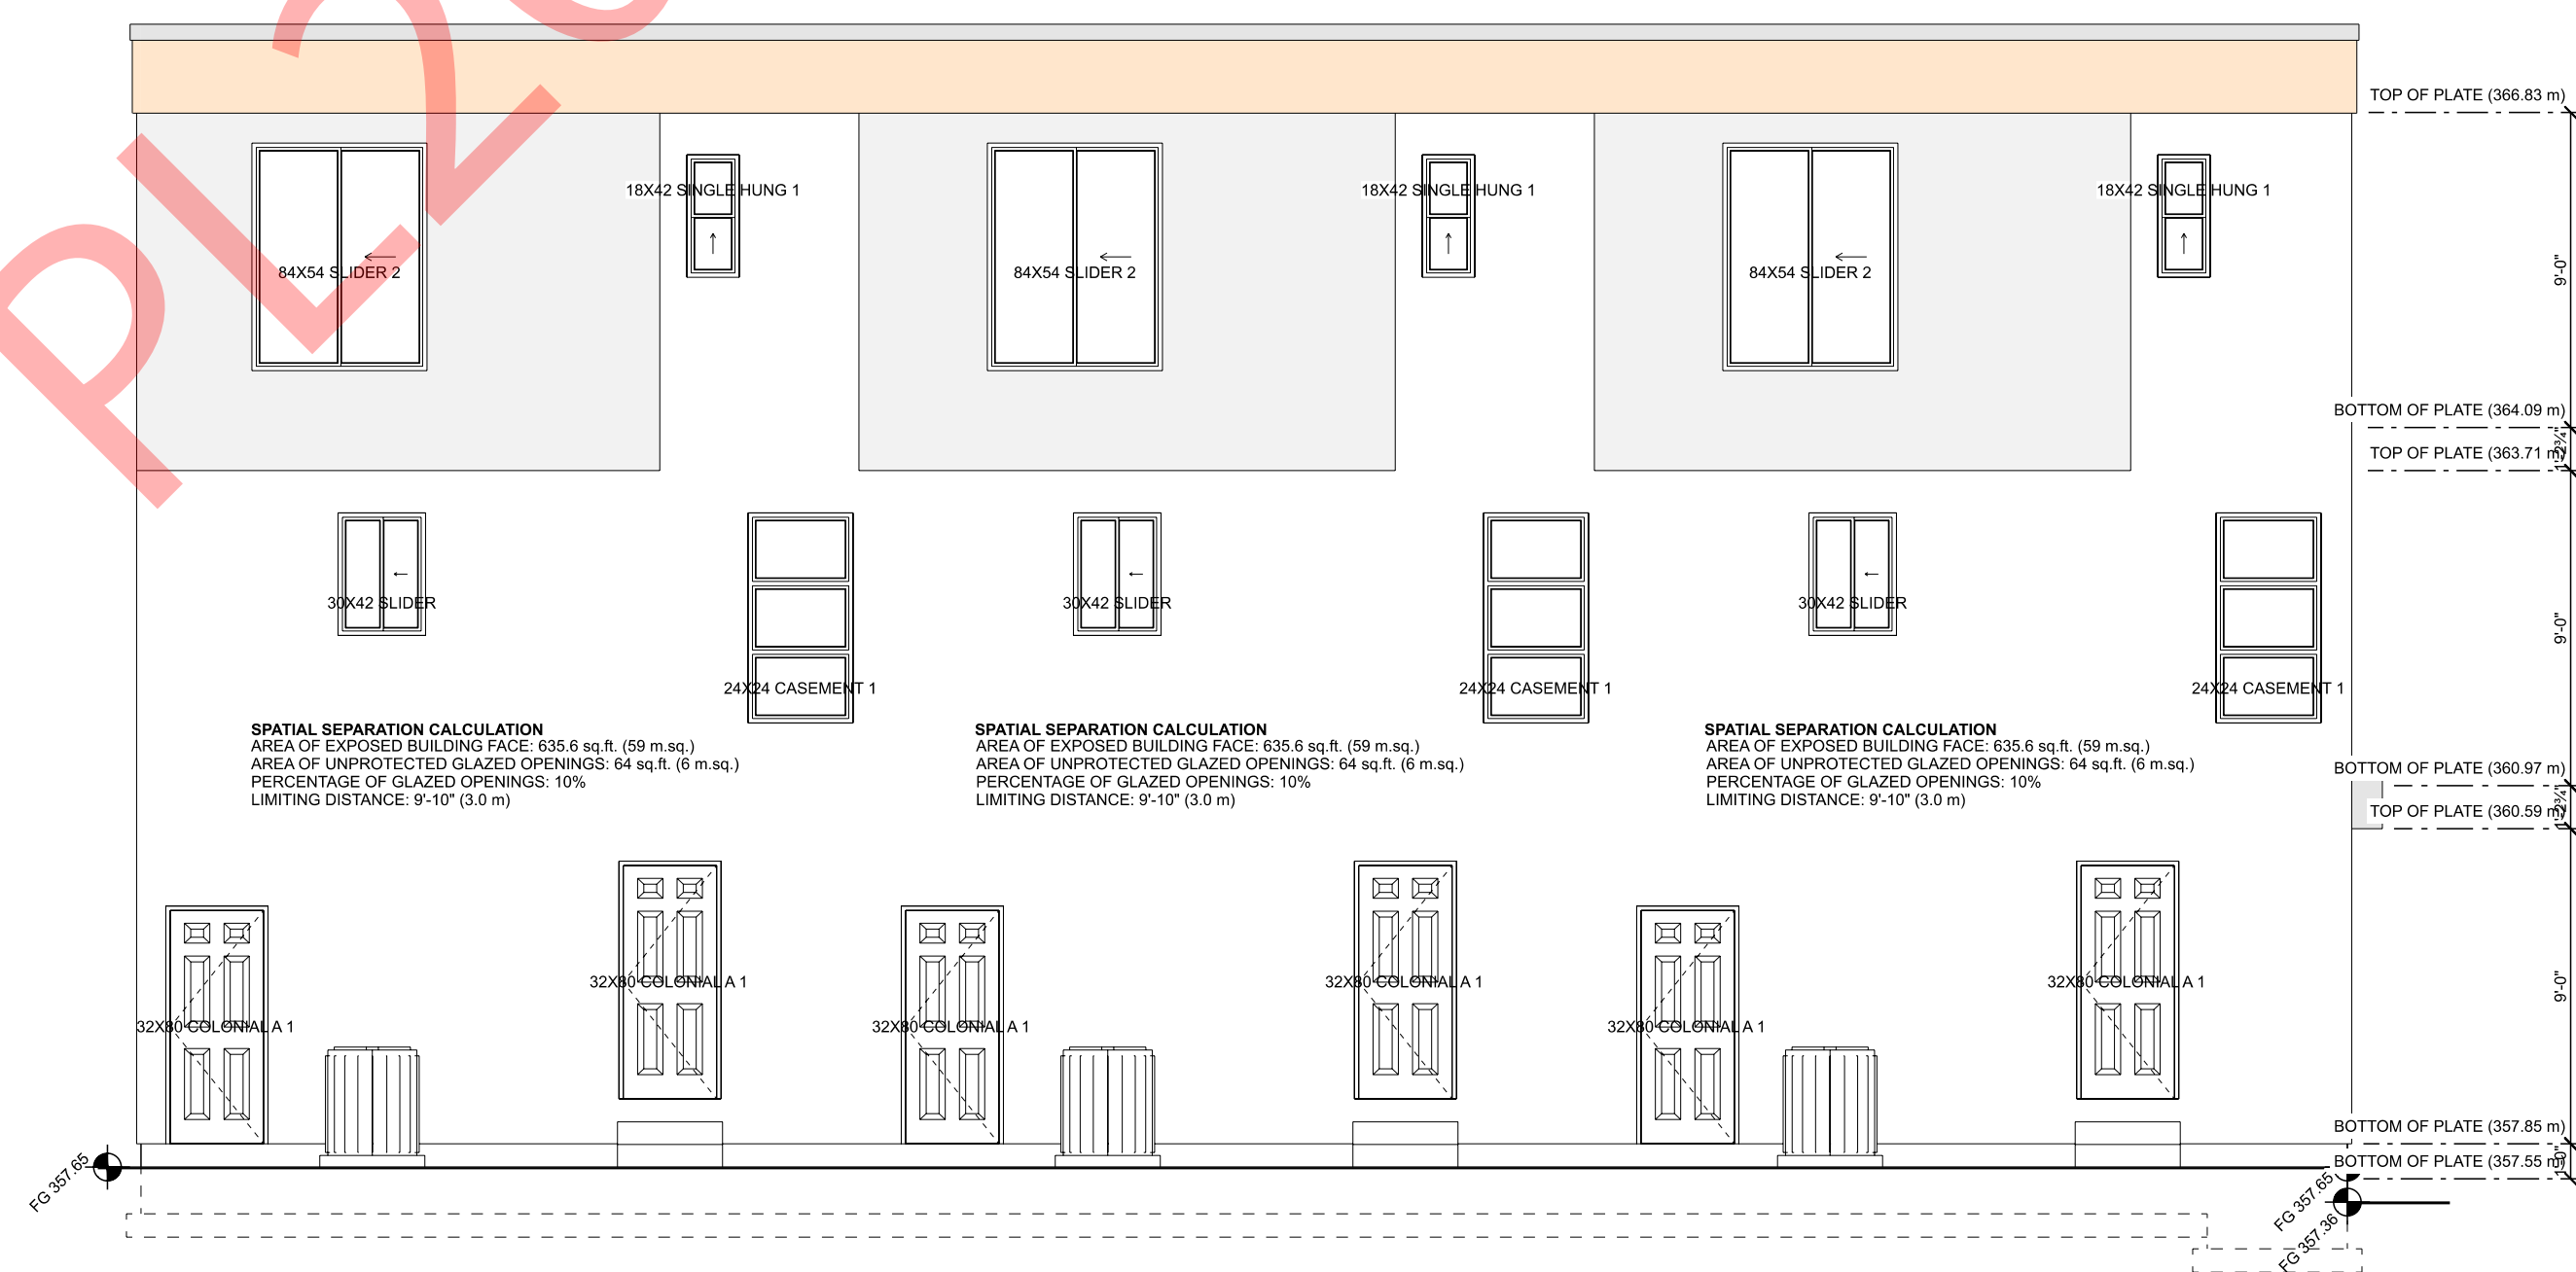 PL2
TOP OF PLATE (366.83 m)
18X42 SINGLE HUNG 1
18X42 SINGLE HUNG 1
18X42 SINGLE HUNG 1
84X54 SLIDER 2
84X54 SLIDER 2
84X54 SLIDER 2
9'-0"
BOTTOM OF PLATE (364.09 m)
1'-2¾"
TOP OF PLATE (363.71 m)
30X42 SLIDER
30X42 SLIDER
30X42 SLIDER
9'-0"
24X24 CASEMENT 1
24X24 CASEMENT 1
24X24 CASEMENT 1
SPATIAL SEPARATION CALCULATION
AREA OF EXPOSED BUILDING FACE: 635.6 sq.ft. (59 m.sq.)
AREA OF UNPROTECTED GLAZED OPENINGS: 64 sq.ft. (6 m.sq.)
PERCENTAGE OF GLAZED OPENINGS: 10%
LIMITING DISTANCE: 9'-10" (3.0 m)
SPATIAL SEPARATION CALCULATION
AREA OF EXPOSED BUILDING FACE: 635.6 sq.ft. (59 m.sq.)
AREA OF UNPROTECTED GLAZED OPENINGS: 64 sq.ft. (6 m.sq.)
PERCENTAGE OF GLAZED OPENINGS: 10%
LIMITING DISTANCE: 9'-10" (3.0 m)
SPATIAL SEPARATION CALCULATION
AREA OF EXPOSED BUILDING FACE: 635.6 sq.ft. (59 m.sq.)
AREA OF UNPROTECTED GLAZED OPENINGS: 64 sq.ft. (6 m.sq.)
PERCENTAGE OF GLAZED OPENINGS: 10%
LIMITING DISTANCE: 9'-10" (3.0 m)
BOTTOM OF PLATE (360.97 m)
1'-2¾"
TOP OF PLATE (360.59 m)
32X80 COLONIAL A 1
32X80 COLONIAL A 1
32X80 COLONIAL A 1
9'-0"
32X80 COLONIAL A 1
32X80 COLONIAL A 1
32X80 COLONIAL A 1
BOTTOM OF PLATE (357.85 m)
1'-0"
BOTTOM OF PLATE (357.55 m)
FG 357.65
FG 357.65
FG 357.36